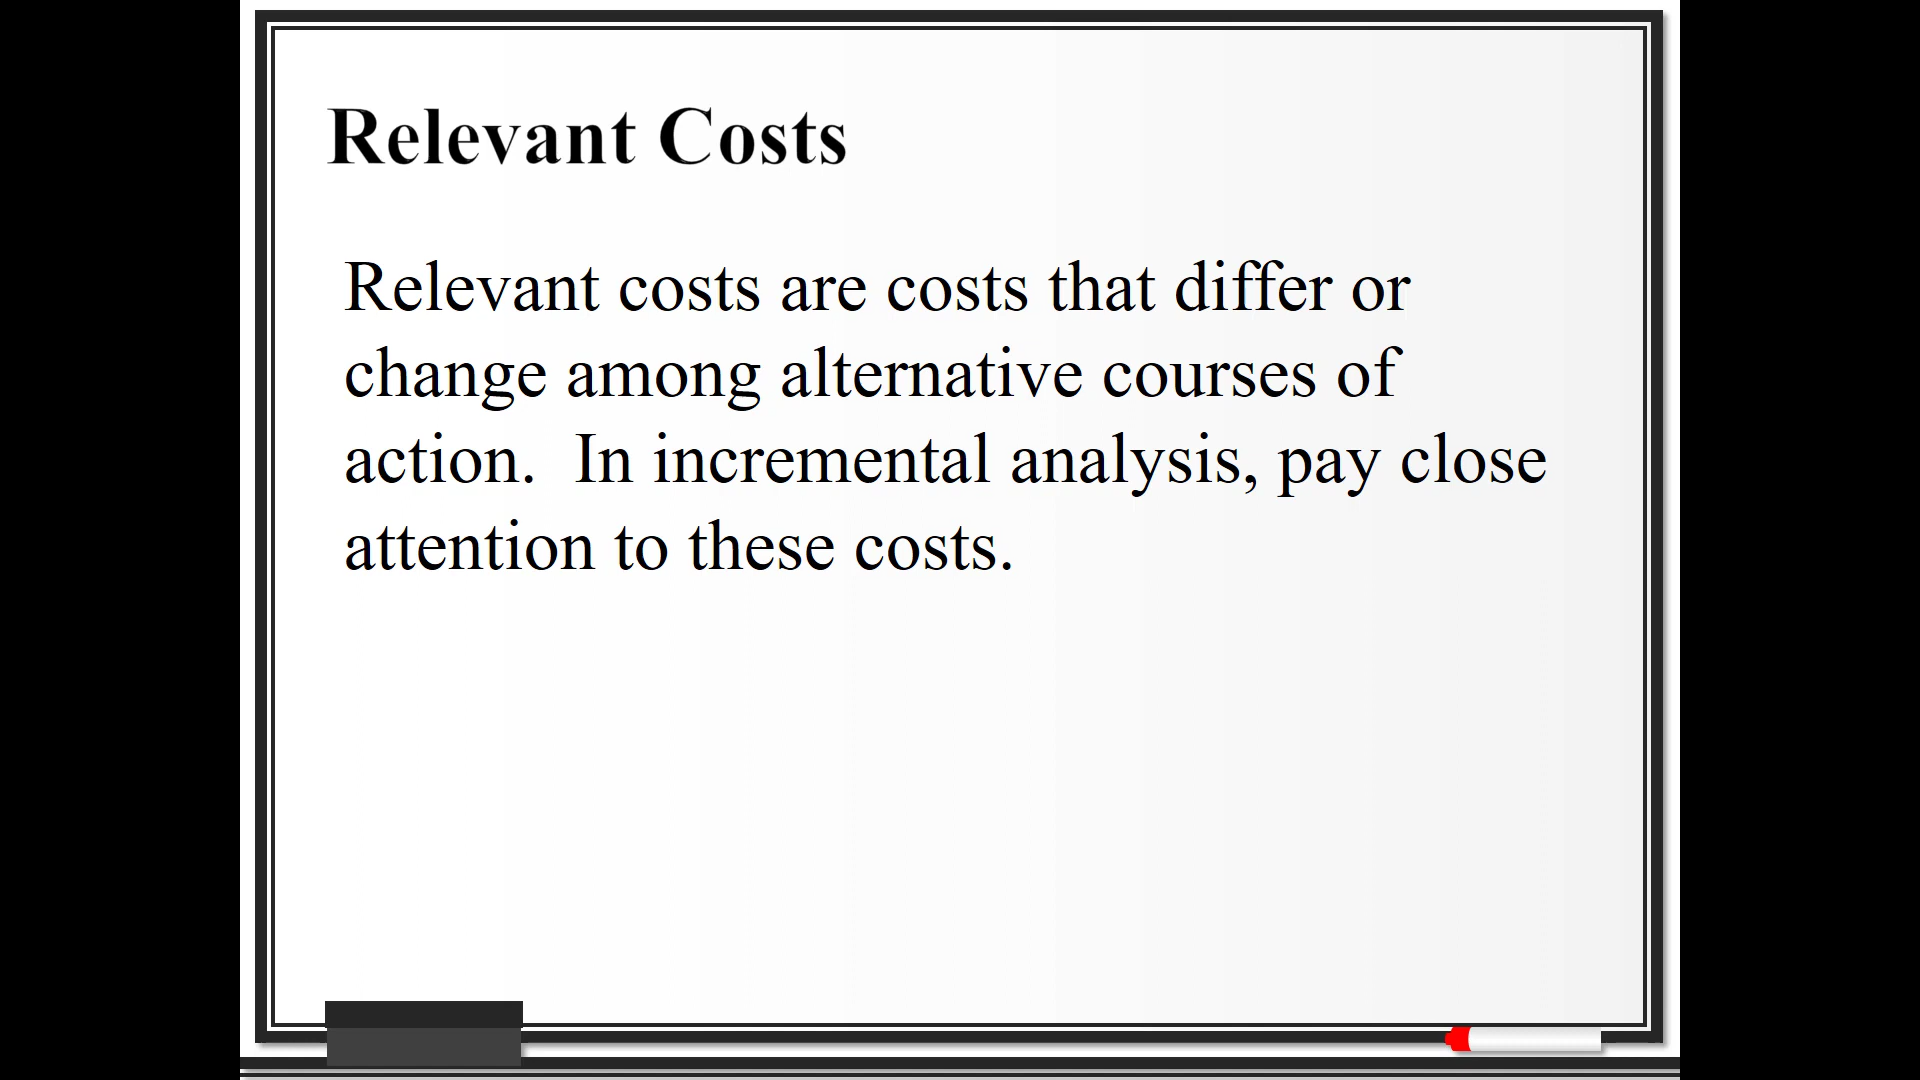 Relevant Costs
Relevant costs are costs that differ or
change among alternative courses of
action.  In incremental analysis, pay close
attention to these costs.